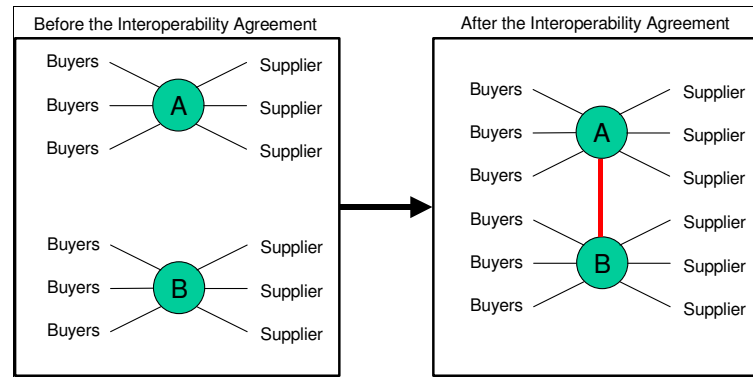 Before the Interoperability Agreement
Buyers
Supplier
Buyers
A
Supplier
Buyers
Supplier
Buyers
Supplier
Buyers
B
Supplier
Buyers
Supplier
After the Interoperability Agreement
Buyers
Supplier
Buyers
A
Supplier
Buyers
Supplier
Buyers
Supplier
Buyers
B
Supplier
Buyers
Supplier